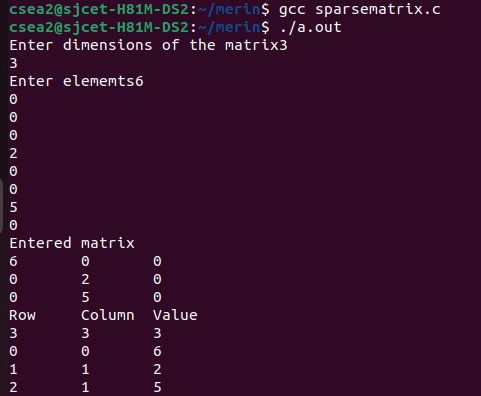 csea2@sjcet-H81M-DS2:~/merin$ gcc sparsematrix.c
csea2@sjcet-H81M-DS2:~/merin$ ./a.out
Enter dimensions of the matrix3
3
Enter elememts6
0
0
0
2
0
0
5
0
Entered matrix
6 0 0
0 2 0
0 5 0
Row Column Value
3 3 3
0 0 6
1 1 2
2 1 5